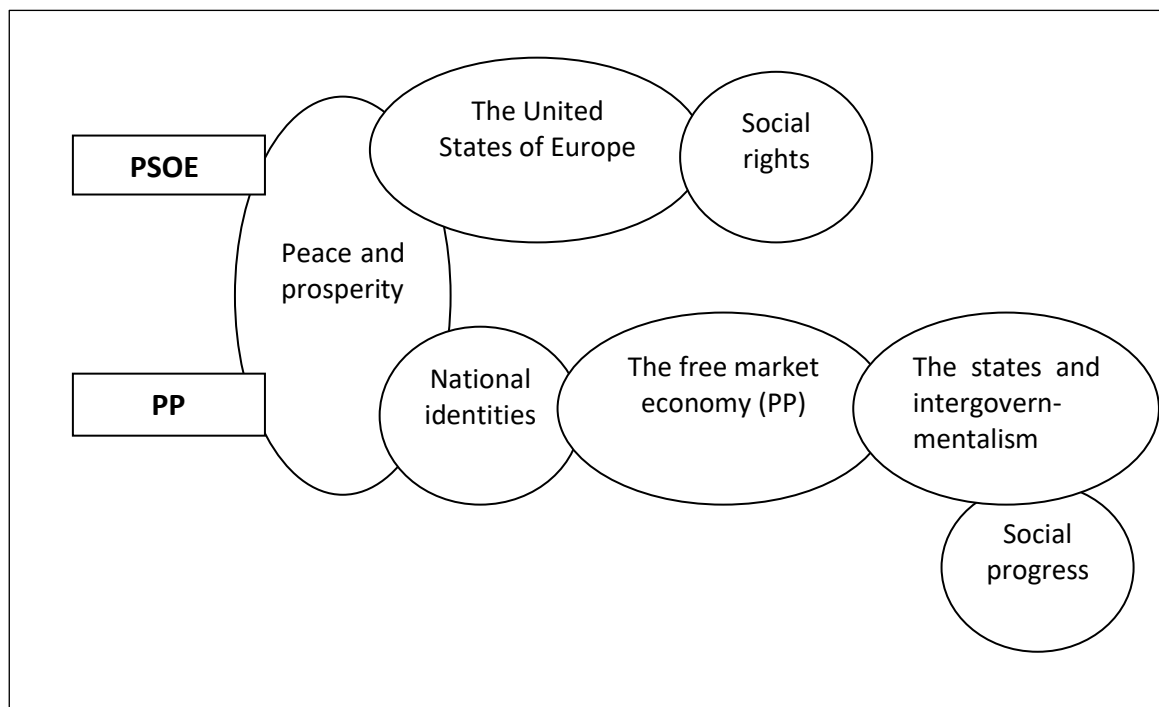 PSOE
The United
States of Europe
Social
rights
Peace and
prosperity
PP
National
identities
The free market
economy (PP)
The states and
intergovern-
mentalism
Social
progress